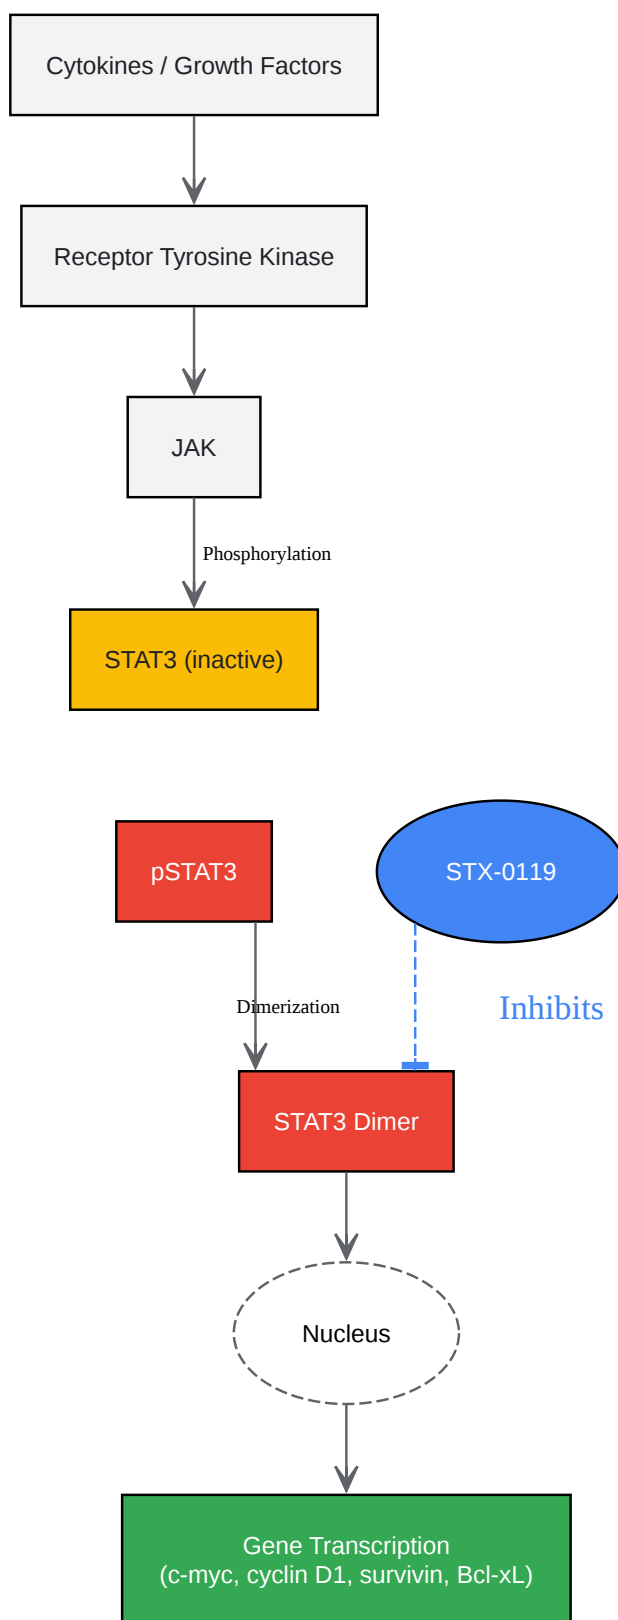 Cytokines / Growth Factors
Receptor Tyrosine Kinase
JAK
Phosphorylation
STAT3 (inactive)
pSTAT3
STX-0119
Dimerization
Inhibits
STAT3 Dimer
Nucleus
Gene Transcription
(c-myc, cyclin D1, survivin, Bcl-xL)